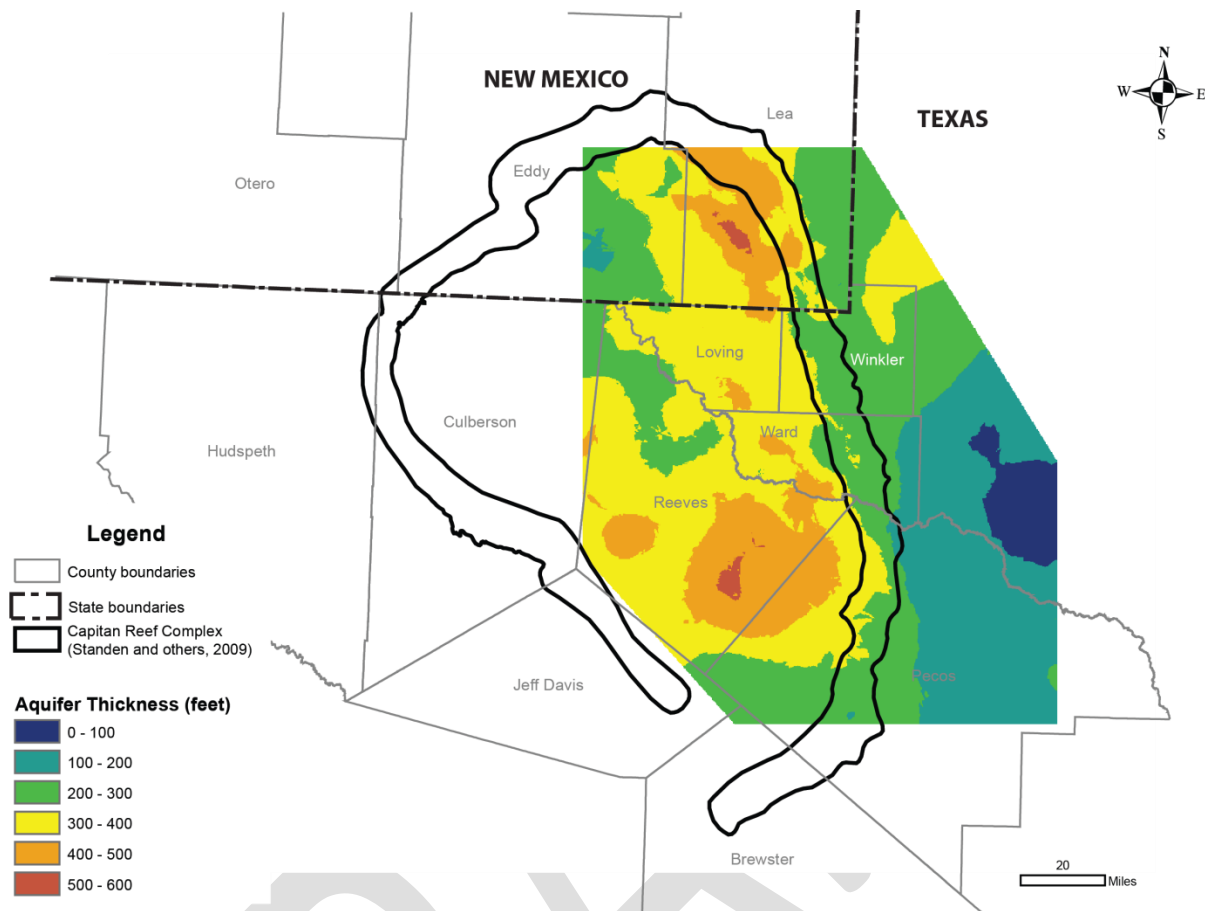 NEW MEXICO
TEXAS
N
W
E
S
Lea
Eddy
Otero
Loving
Winkler
Culberson
Ward
Hudspeth
Reeves
Jeff Davis
Pecos
Brewster
Legend
County boundaries
State boundaries
Capitan Reef Complex
(Standen and others, 2009)
Aquifer Thickness (feet)
0 - 100
100 - 200
200 - 300
300 - 400
400 - 500
500 - 600
20
Miles